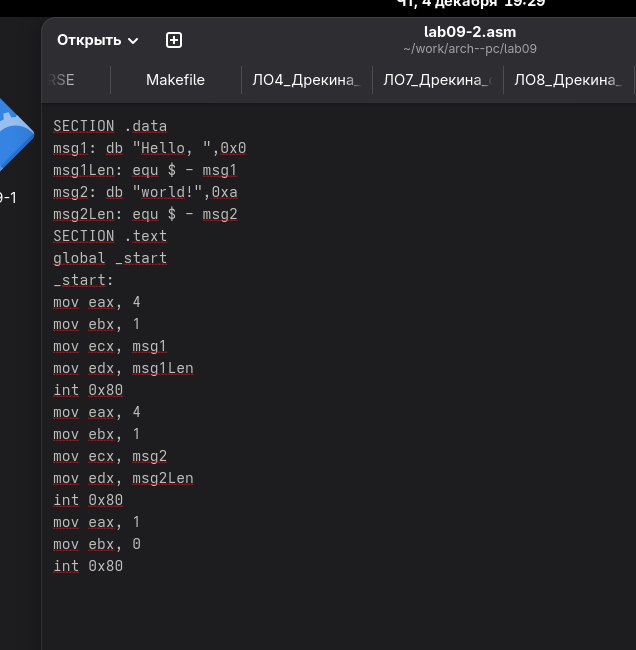 Чт, 4 декабря 19:29
Открыть
lab09-2.asm
~/work/arch--pc/lab09
Makefile
ЛО4_Дрекина_
ЛО7_Дрекина_
ЛО8_Дрекина_
SECTION .data
msg1: db "Hello, ",0x0
msg1Len: equ $ - msg1
msg2: db "world!",0xa
msg2Len: equ $ - msg2
SECTION .text
global _start
_start:
mov eax, 4
mov ebx, 1
mov ecx, msg1
mov edx, msg1Len
int 0x80
mov eax, 4
mov ebx, 1
mov ecx, msg2
mov edx, msg2Len
int 0x80
mov eax, 1
mov ebx, 0
int 0x80